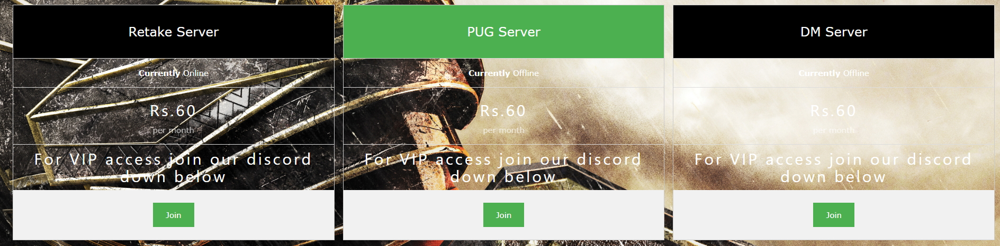 Retake Server
Currently Online
Rs.60
per month
For VIP access join our discord
down below
Join
PUG Server
Currently Offline
Rs.60
per month
For VIP access join our discord
down below
Join
DM Server
Currently Offline
Rs.60
per month
For VIP access join our discord
down below
Join